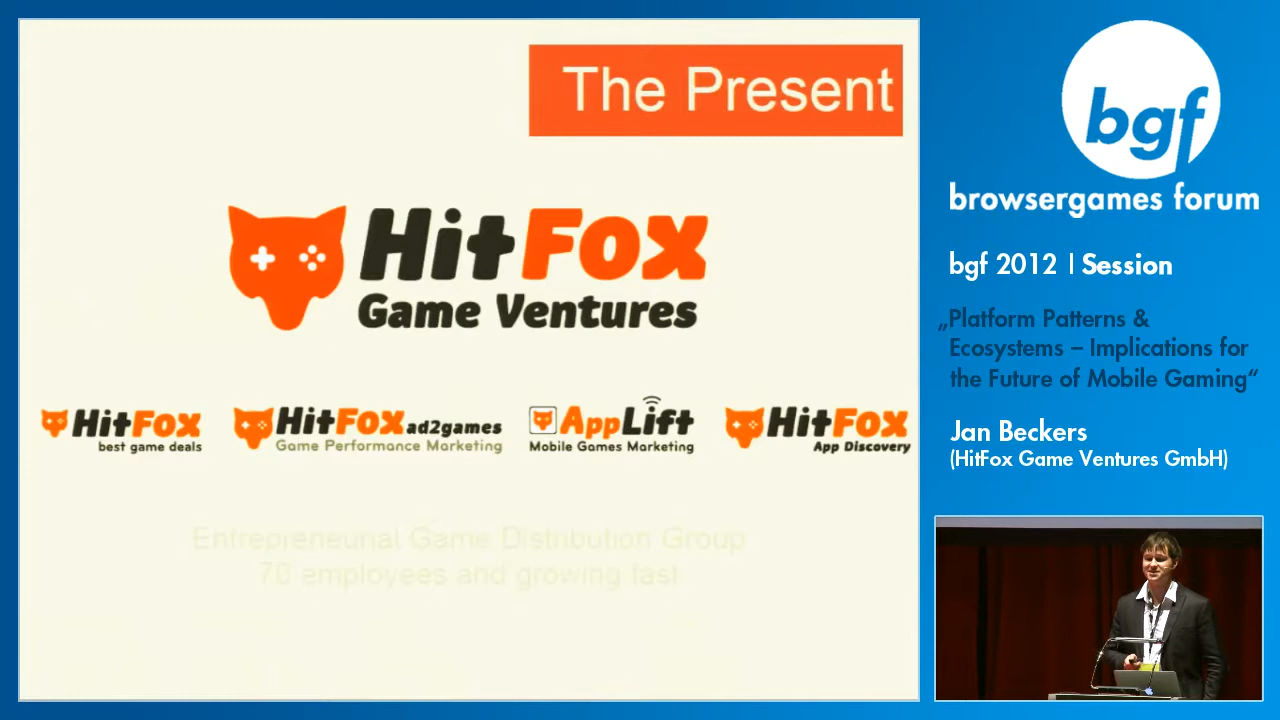 The Present
HitFox
Game Ventures
HitFox
best game deals
HitFox ad2games
Game Performance Marketing
AppLift
Mobile Games Marketing
HitFox
App Discovery
Entrepreneurial Game Distribution Group
70 employees and growing fast
bgf
browsergames forum
bgf 2012 | Session
„Platform Patterns &
Ecosystems – Implications for
the Future of Mobile Gaming“
Jan Beckers
(HitFox Game Ventures GmbH)